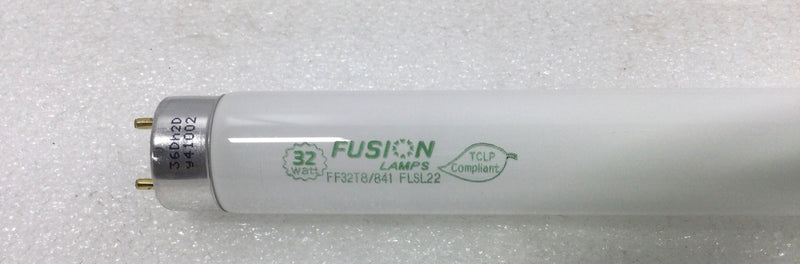 36Dh2D
y41002
32
watt
FUSION
LAMPS
FF32T8/841 FLSL22
TCLP
Compliant